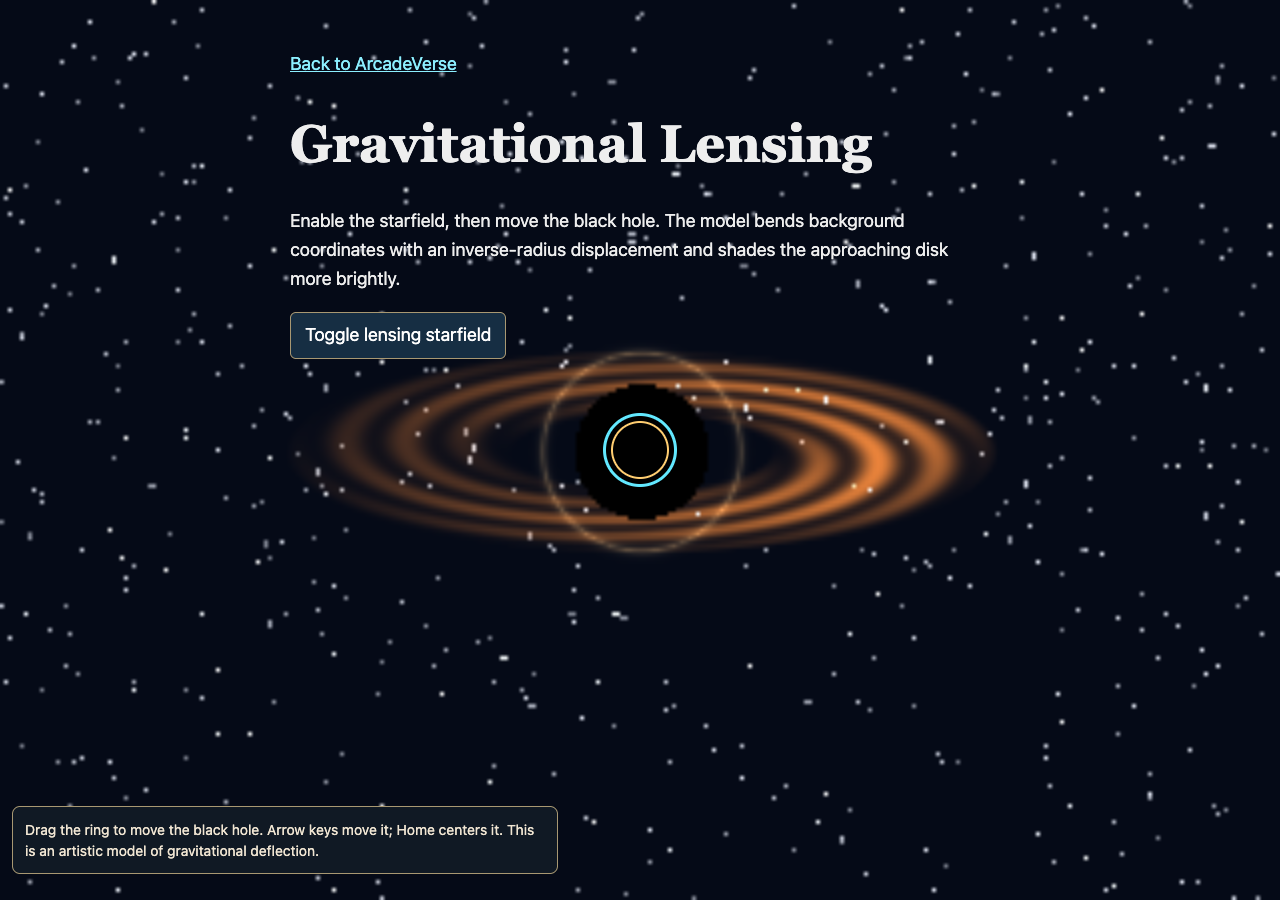 Back to ArcadeVerse
Gravitational Lensing
Enable the starfield, then move the black hole. The model bends background
coordinates with an inverse-radius displacement and shades the approaching disk
more brightly.
Toggle lensing starfield
Drag the ring to move the black hole. Arrow keys move it; Home centers it. This
is an artistic model of gravitational deflection.